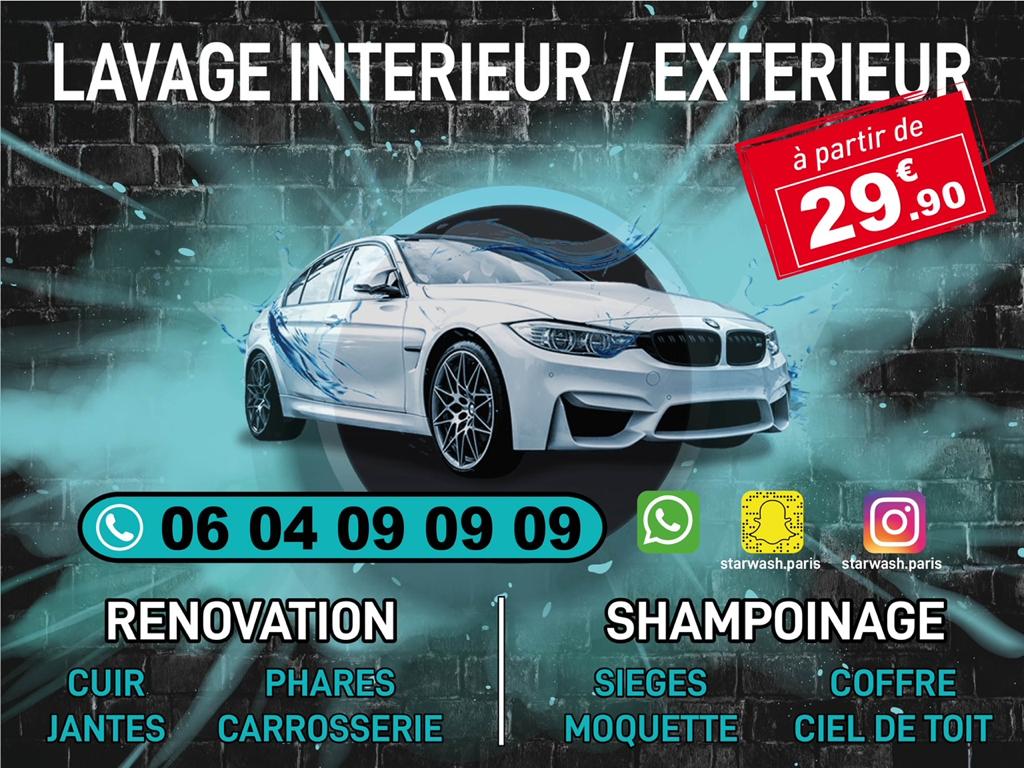 LAVAGE INTERIEUR / EXTERIEUR
à partir de
29€.90
06 04 09 09 09
starwash.paris starwash.paris
RENOVATION
CUIR PHARES
JANTES CARROSSERIE
SHAMPOINAGE
SIEGES COFFRE
MOQUETTE CIEL DE TOIT